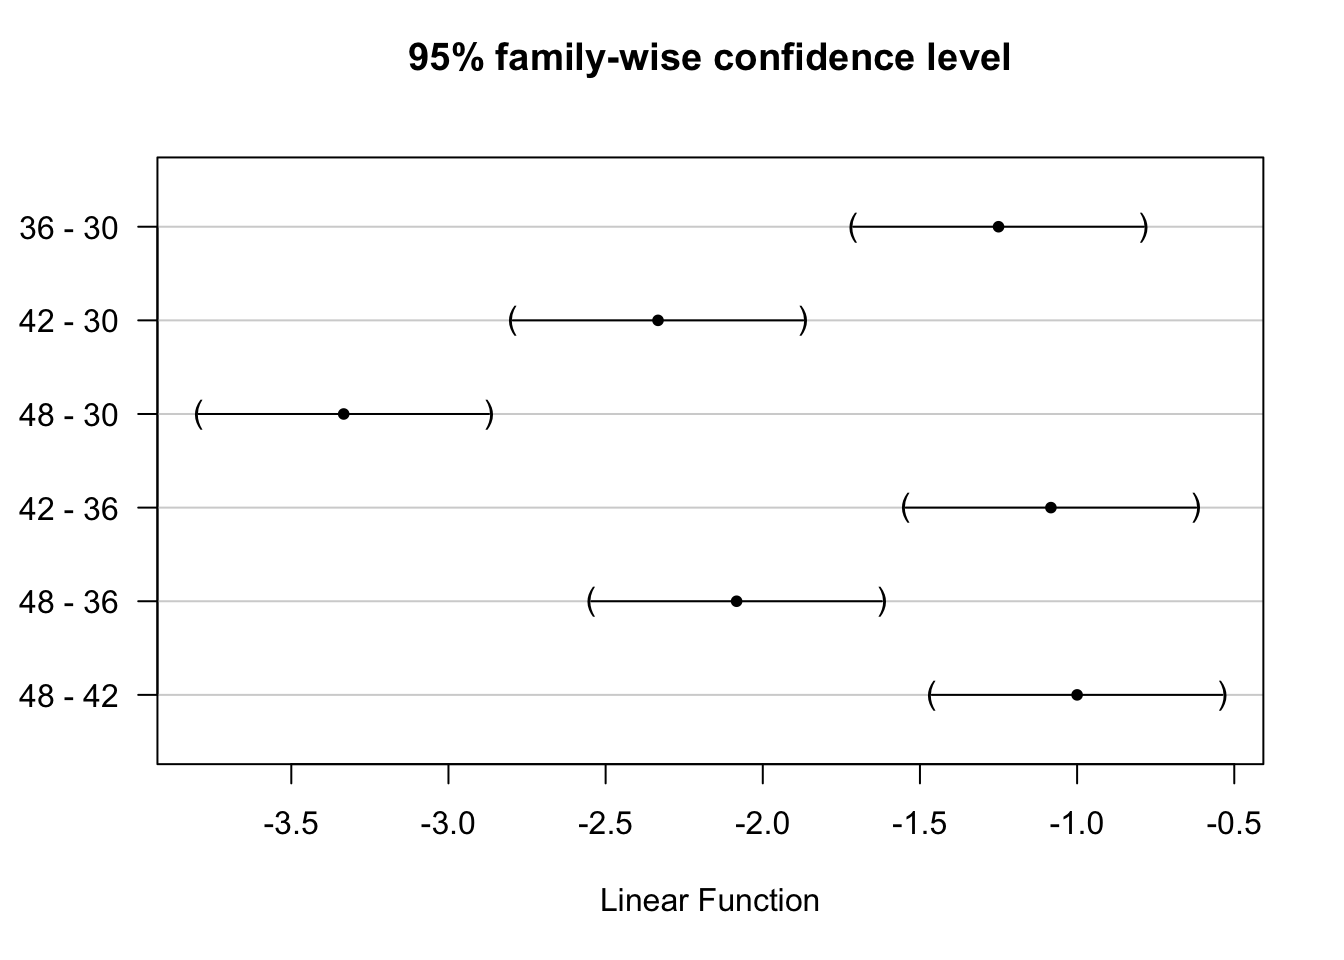 95% family-wise confidence level
36 - 30
42 - 30
48 - 30
42 - 36
48 - 36
48 - 42
-3.5 -3.0 -2.5 -2.0 -1.5 -1.0 -0.5
Linear Function